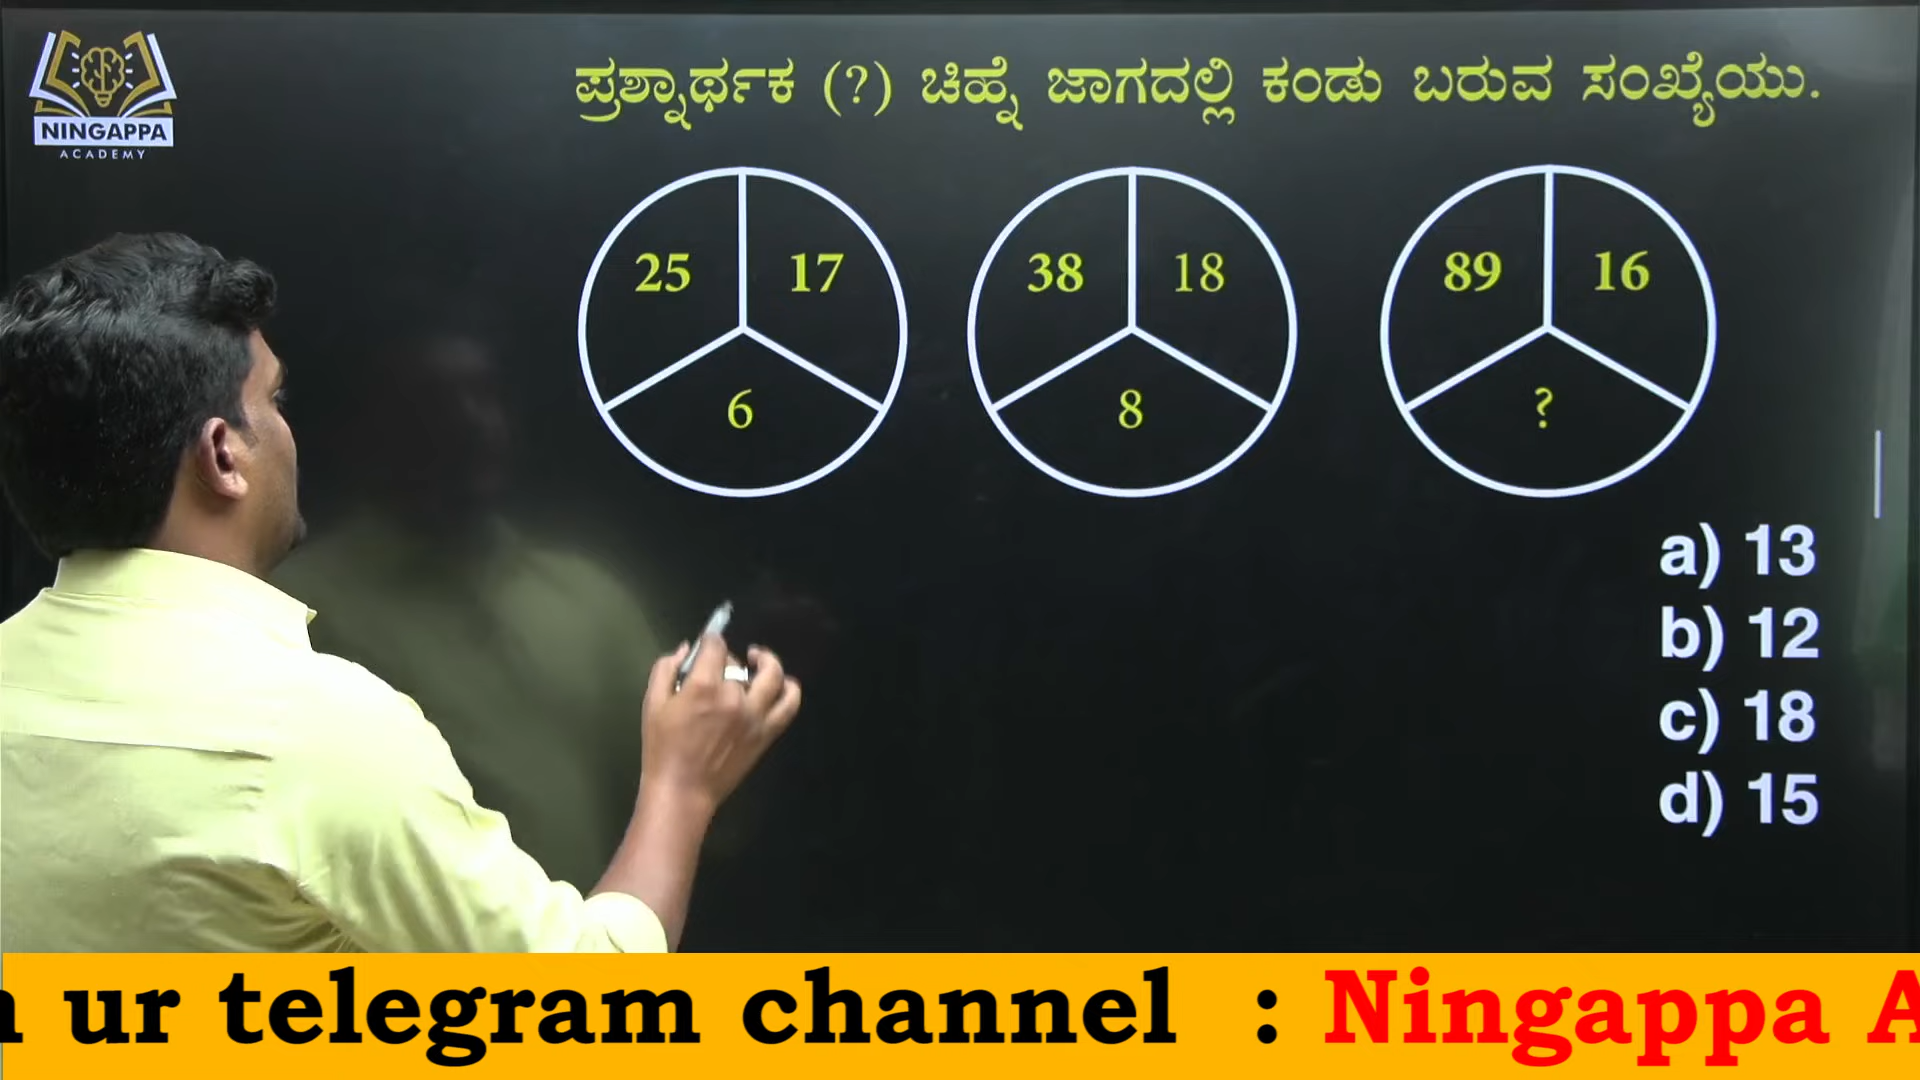 NINGAPPA
ACADEMY
ಪ್ರಶ್ನಾರ್ಥಕ (?) ಚಿಹ್ನೆ ಜಾಗದಲ್ಲಿ ಕಂಡು ಬರುವ ಸಂಖ್ಯೆಯು.
25 17 38 18 89 16
6 8 ?
a) 13
b) 12
c) 18
d) 15
ur telegram channel : Ningappa A